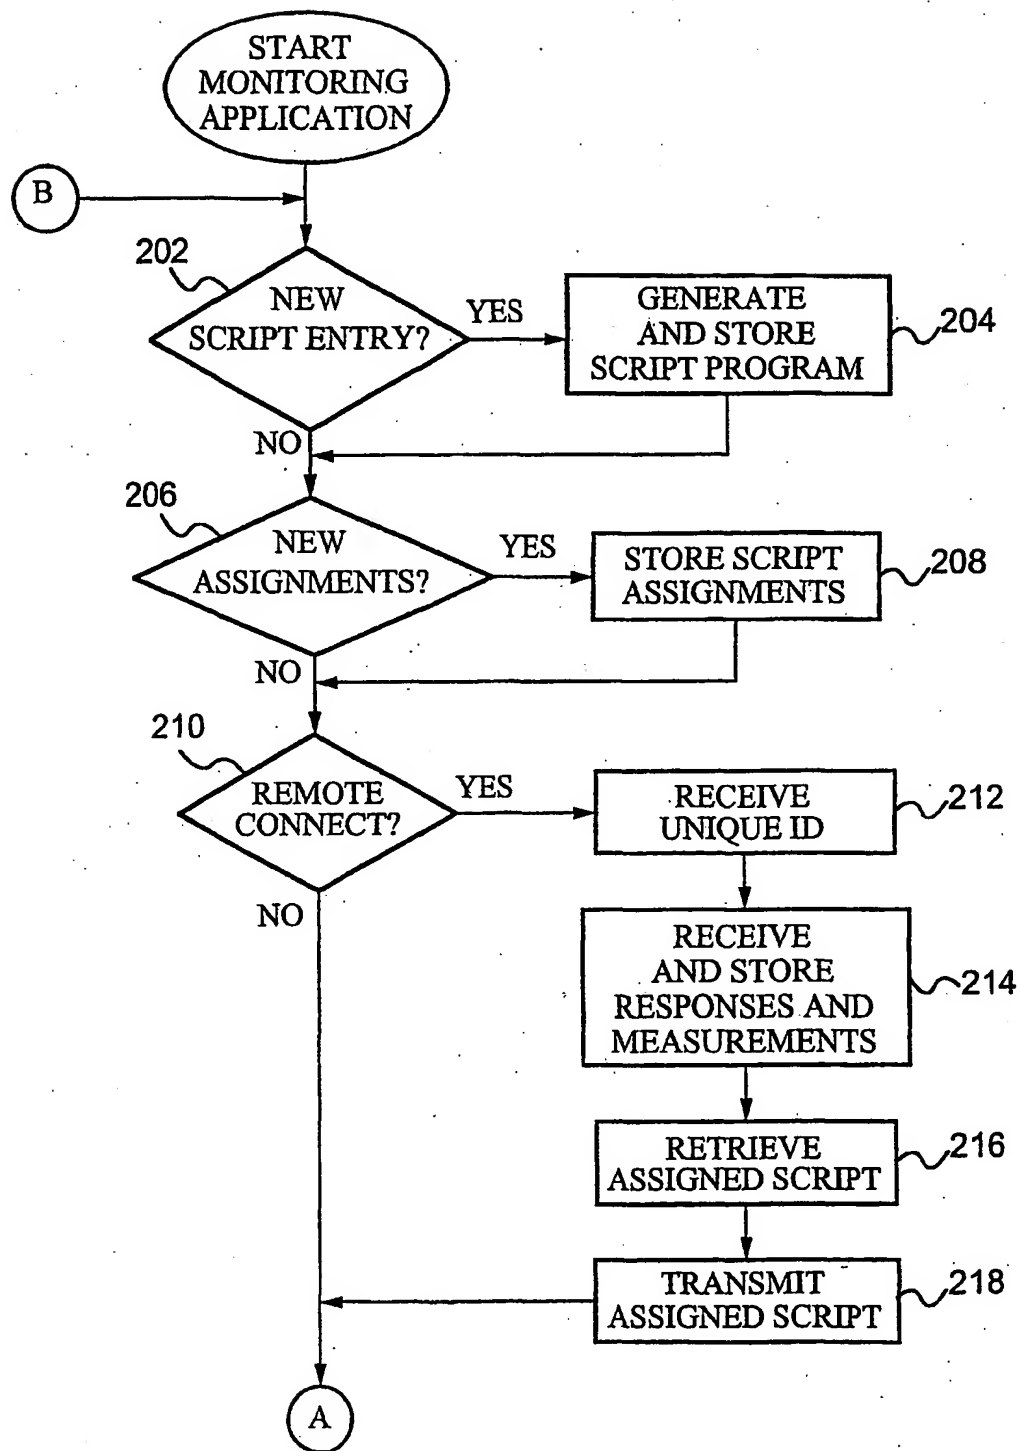 START
MONITORING
APPLICATION
B
202
NEW
SCRIPT ENTRY?
YES
GENERATE
AND STORE
SCRIPT PROGRAM
204
NO
206
NEW
ASSIGNMENTS?
YES
STORE SCRIPT
ASSIGNMENTS
208
NO
210
REMOTE
CONNECT?
YES
RECEIVE
UNIQUE ID
212
NO
RECEIVE
AND STORE
RESPONSES AND
MEASUREMENTS
214
RETRIEVE
ASSIGNED SCRIPT
216
TRANSMIT
ASSIGNED SCRIPT
218
A